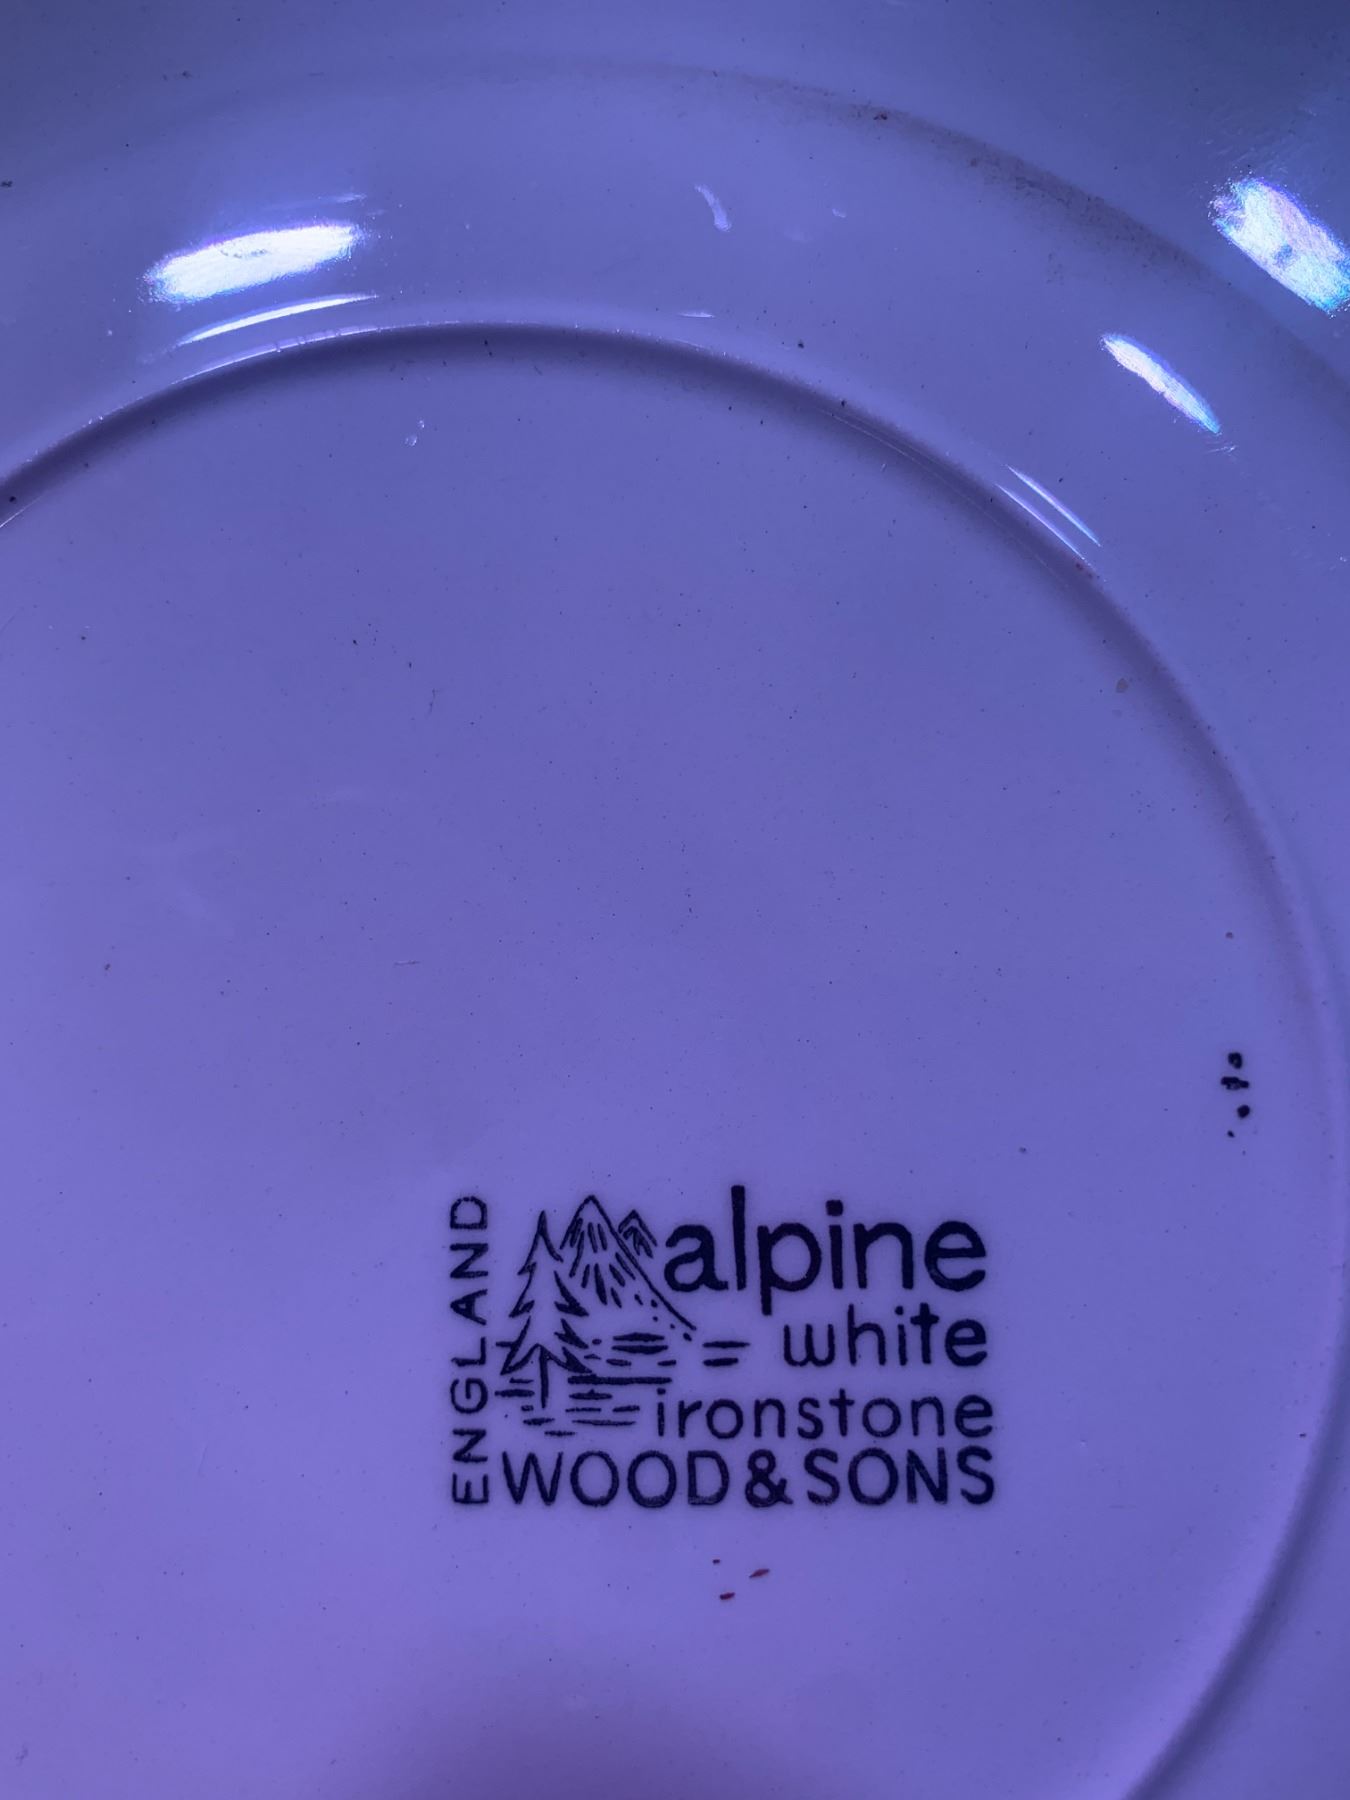 ENGLAND
alpine
white
ironstone
WOOD & SONS